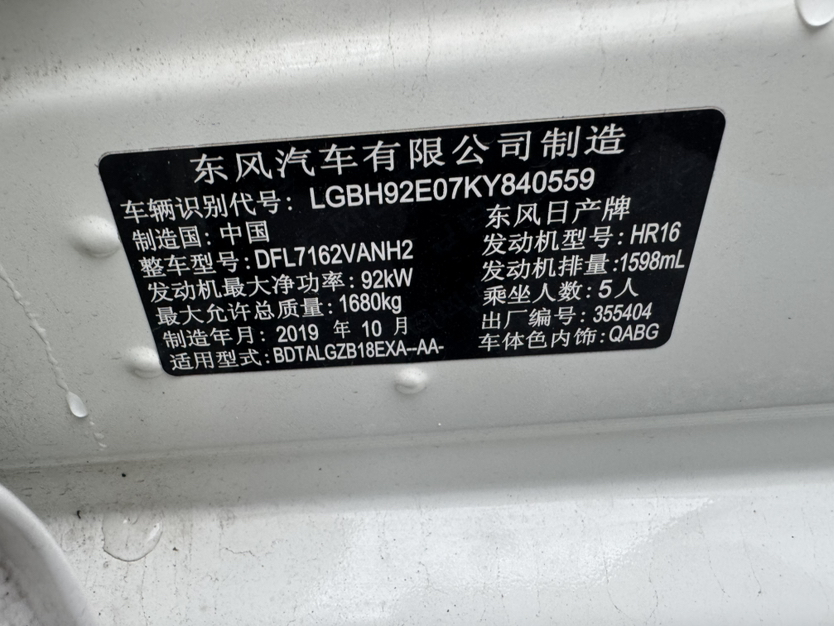 东风汽车有限公司制造
车辆识别代号: LGBH92E07KY840559
制造国: 中国 东风日产牌
整车型号: DFL7162VANH2 发动机型号: HR16
发动机最大净功率: 92kW 发动机排量: 1598mL
最大允许总质量: 1680kg 乘坐人数: 5人
制造年月: 2019 年 10 月 出厂编号: 355404
适用型式: BDTALGZB18EXA--AA- 车体色内饰: QABG